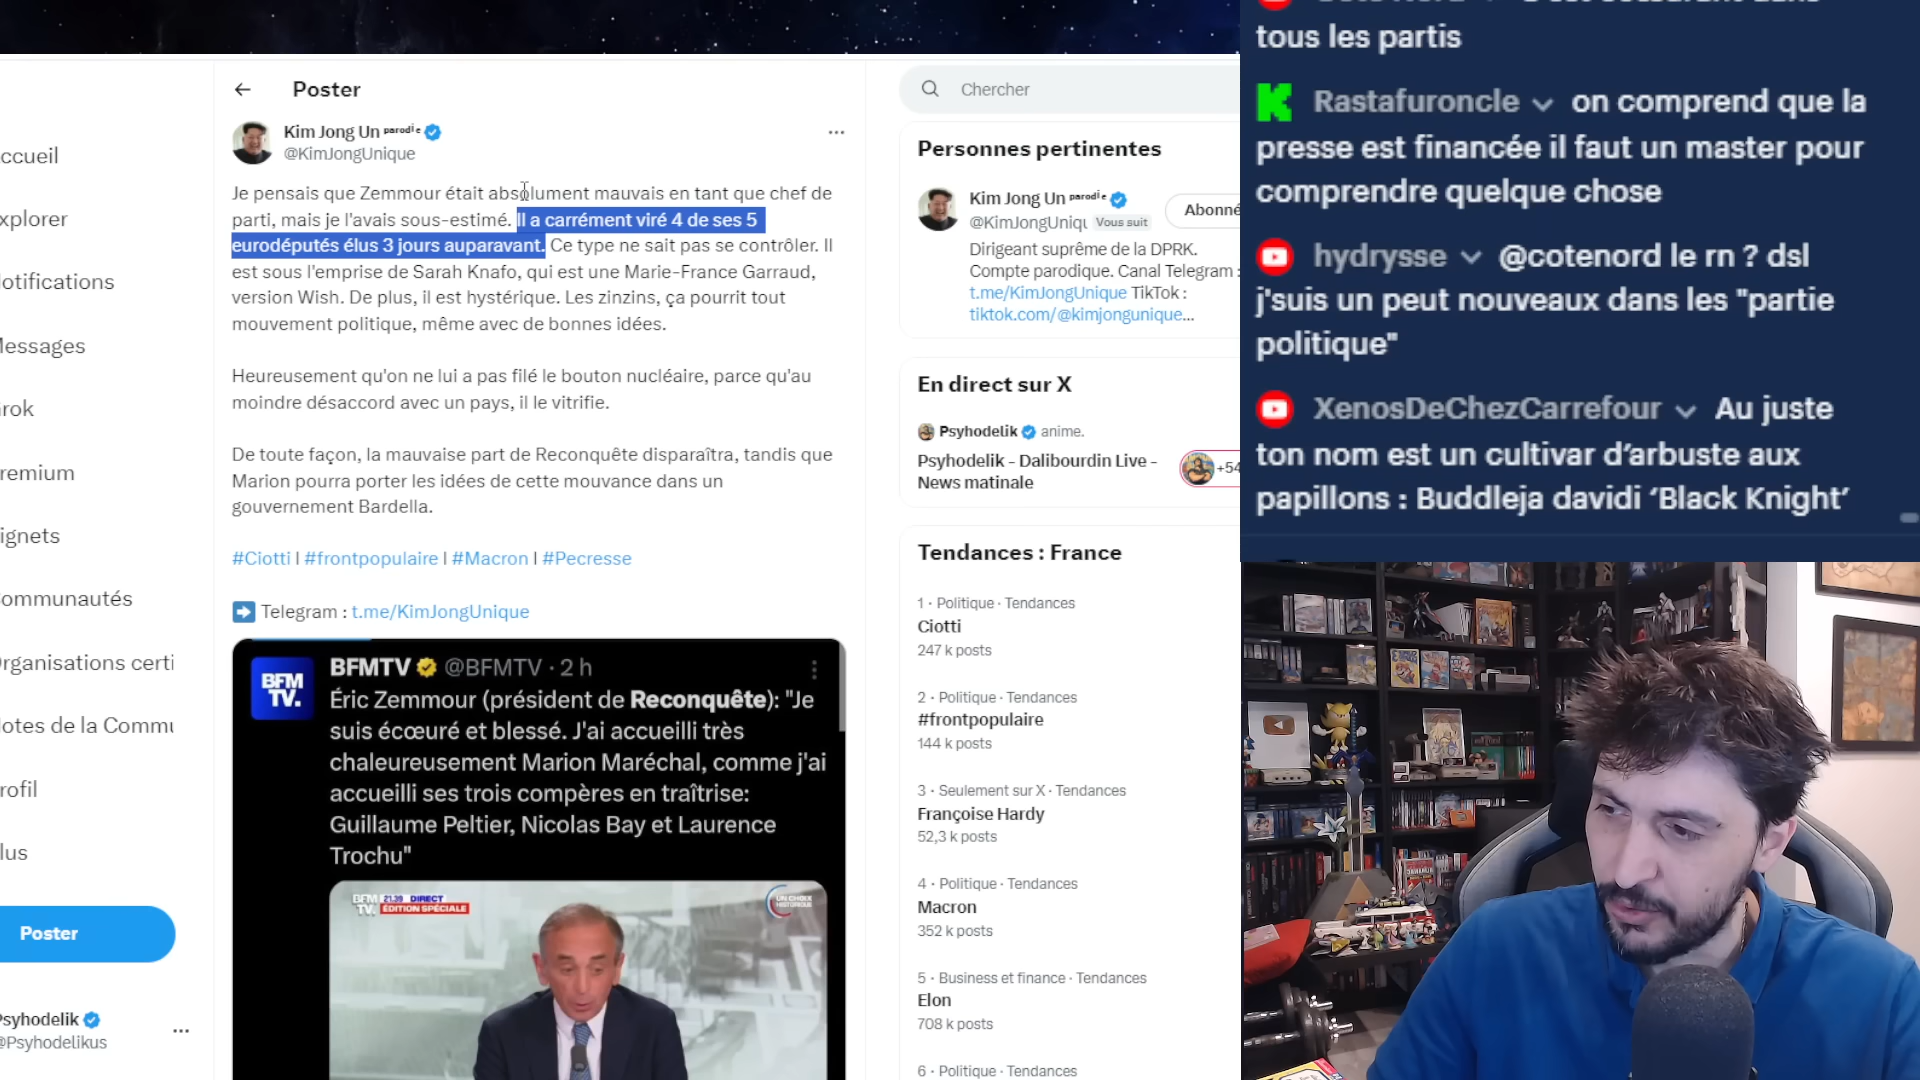 ccueil
xplorer
otifications
essages
rok
remium
ignets
ommunautés
rganisations certi
otes de la Commu
rofil
lus
Poster
syhodelik
@Psyhodelikus
Poster
Kim Jong Un parodie
@KimJongUnique
Je pensais que Zemmour était absolument mauvais en tant que chef de
parti, mais je l'avais sous-estimé. Il a carrément viré 4 de ses 5
eurodéputés élus 3 jours auparavant. Ce type ne sait pas se contrôler. Il
est sous l'emprise de Sarah Knafo, qui est une Marie-France Garraud,
version Wish. De plus, il est hystérique. Les zinzins, ça pourrit tout
mouvement politique, même avec de bonnes idées.
Heureusement qu'on ne lui a pas filé le bouton nucléaire, parce qu'au
moindre désaccord avec un pays, il le vitrifie.
De toute façon, la mauvaise part de Reconquête disparaîtra, tandis que
Marion pourra porter les idées de cette mouvance dans un
gouvernement Bardella.
#Ciotti | #frontpopulaire | #Macron | #Pecresse
Telegram : t.me/KimJongUnique
BFM
TV.
BFMTV @BFMTV · 2 h
Éric Zemmour (président de Reconquête): "Je
suis écœuré et blessé. J'ai accueilli très
chaleureusement Marion Maréchal, comme j'ai
accueilli ses trois compères en traîtrise:
Guillaume Peltier, Nicolas Bay et Laurence
Trochu"
BFM
TV.
21.39 DIRECT
ÉDITION SPÉCIALE
UN CHOIX
HISTORIQUE
Chercher
Personnes pertinentes
Kim Jong Un parodie
@KimJongUniqu Vous suit
Abonné
Dirigeant suprême de la DPRK.
Compte parodique. Canal Telegram :
t.me/KimJongUnique TikTok :
tiktok.com/@kimjongunique...
En direct sur X
Psyhodelik anime.
Psyhodelik - Dalibourdin Live -
News matinale
+54
Tendances : France
1 · Politique · Tendances
Ciotti
247 k posts
2 · Politique · Tendances
#frontpopulaire
144 k posts
3 · Seulement sur X · Tendances
Françoise Hardy
52,3 k posts
4 · Politique · Tendances
Macron
352 k posts
5 · Business et finance · Tendances
Elon
708 k posts
6 · Politique · Tendances
tous les partis
Rastafuroncle on comprend que la
presse est financée il faut un master pour
comprendre quelque chose
hydrysse @cotenord le rn ? dsl
j'suis un peut nouveaux dans les "partie
politique"
XenosDeChezCarrefour Au juste
ton nom est un cultivar d’arbuste aux
papillons : Buddleja davidi ‘Black Knight’